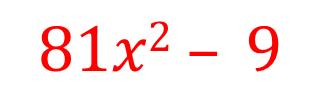 81x² – 9